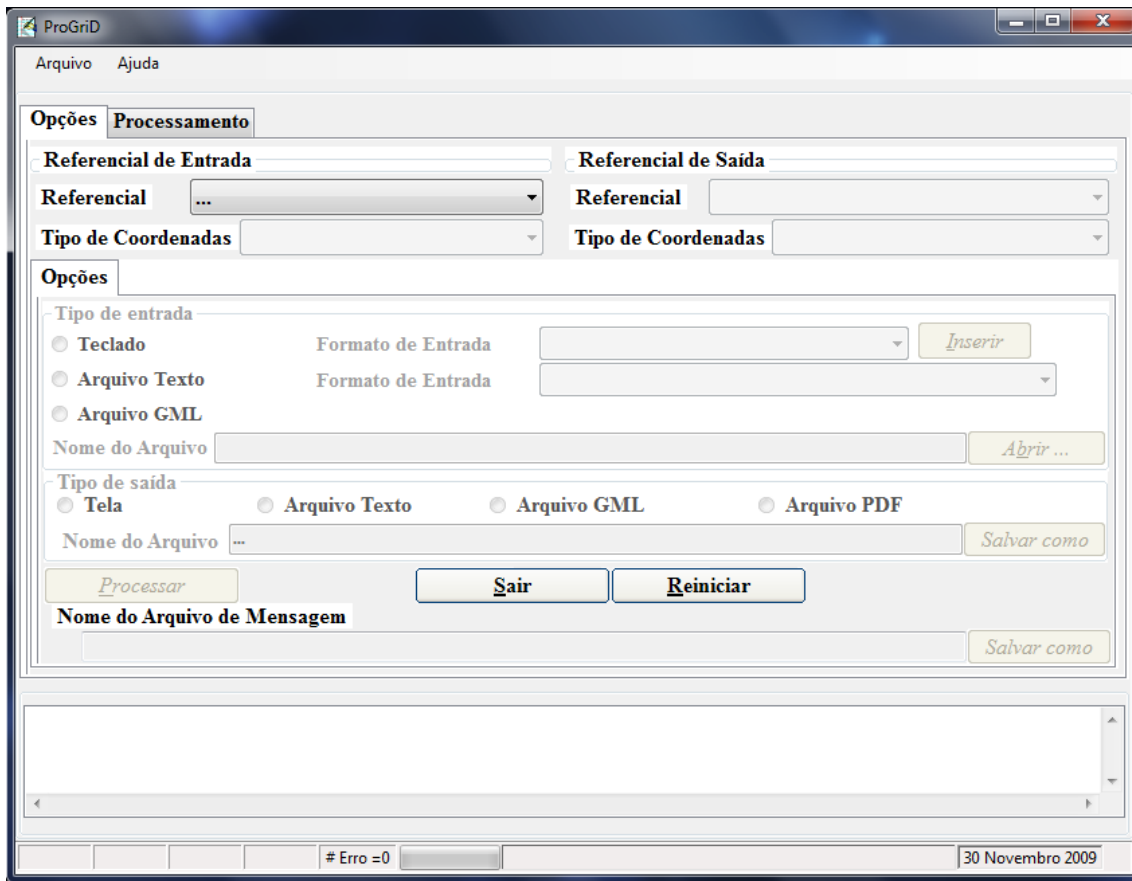 ProGriD
Arquivo Ajuda
Opções Processamento
Referencial de Entrada Referencial de Saída
Referencial ... Referencial
Tipo de Coordenadas Tipo de Coordenadas
Opções
Tipo de entrada
Teclado Formato de Entrada Inserir
Arquivo Texto Formato de Entrada
Arquivo GML
Nome do Arquivo Abrir ...
Tipo de saída
Tela Arquivo Texto Arquivo GML Arquivo PDF
Nome do Arquivo ... Salvar como
Processar Sair Reiniciar
Nome do Arquivo de Mensagem
Salvar como
# Erro =0 30 Novembro 2009